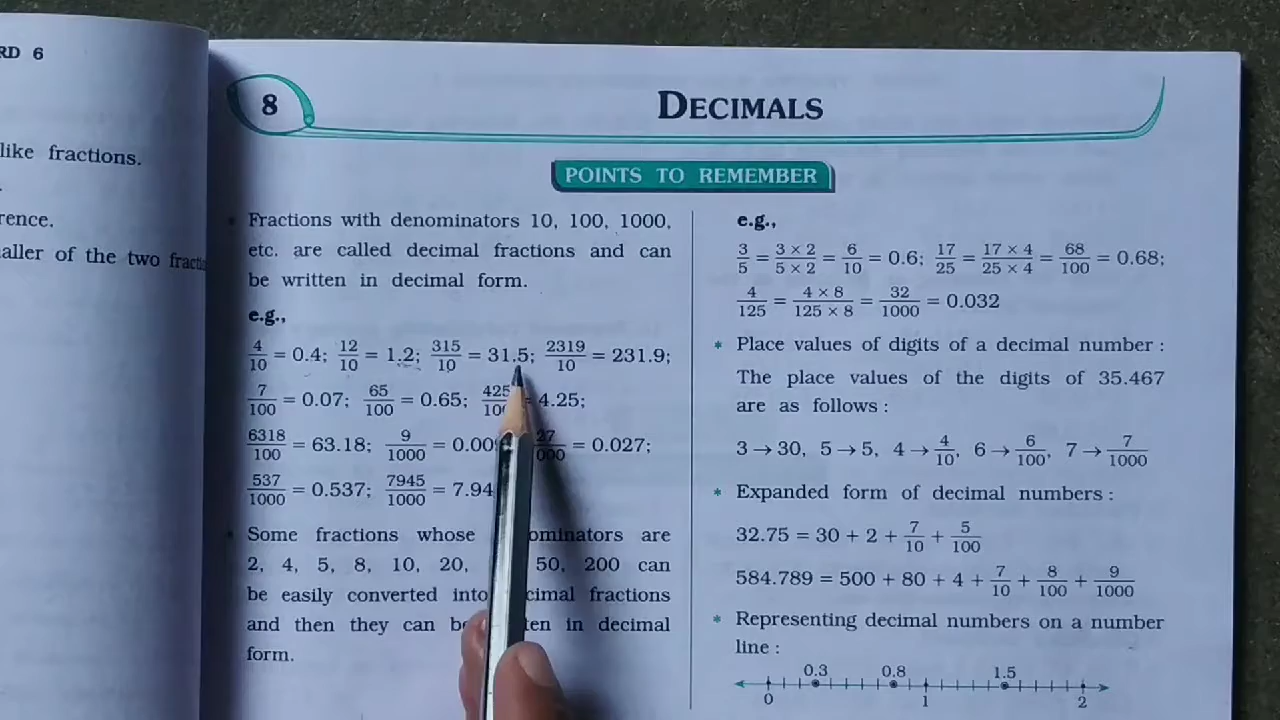 RD 6
like fractions.
rence.
aller of the two fracti
8
DECIMALS
POINTS TO REMEMBER
Fractions with denominators 10, 100, 1000,
etc. are called decimal fractions and can
be written in decimal form.
e.g.,
4/10 = 0.4; 12/10 = 1.2; 315/10 = 31.5; 2319/10 = 231.9;
7/100 = 0.07; 65/100 = 0.65; 425/10 = 4.25;
6318/100 = 63.18; 9/1000 = 0.00 27/000 = 0.027;
537/1000 = 0.537; 7945/1000 = 7.94
* Some fractions whose ominators are
2, 4, 5, 8, 10, 20, 50, 200 can
be easily converted into cimal fractions
and then they can be ten in decimal
form.
e.g.,
3/5 = 3 × 2/5 × 2 = 6/10 = 0.6; 17/25 = 17 × 4/25 × 4 = 68/100 = 0.68;
4/125 = 4 × 8/125 × 8 = 32/1000 = 0.032
* Place values of digits of a decimal number :
The place values of the digits of 35.467
are as follows :
3 → 30, 5 → 5, 4 → 4/10, 6 → 6/100, 7 → 7/1000
* Expanded form of decimal numbers :
32.75 = 30 + 2 + 7/10 + 5/100
584.789 = 500 + 80 + 4 + 7/10 + 8/100 + 9/1000
* Representing decimal numbers on a number
line :
0.3 0.8 1.5
0 1 2